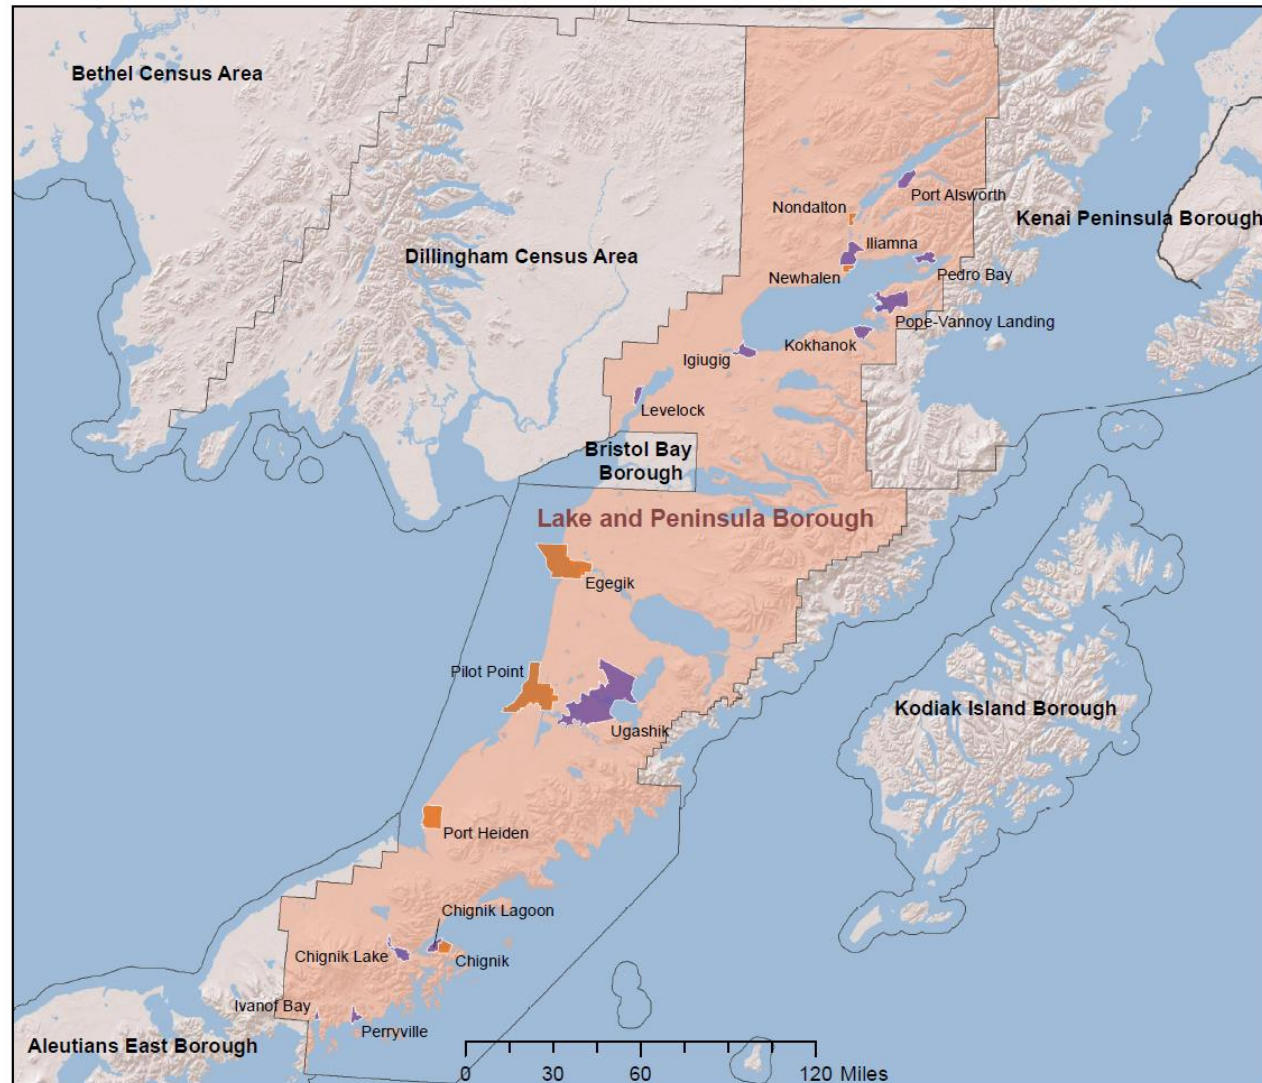 Bethel Census Area
Port Alsworth
Nondalton
Kenai Peninsula Borough
Iliamna
Dillingham Census Area
Newhalen
Pedro Bay
Pope-Vannoy Landing
Kokhanok
Igiugig
Levelock
Bristol Bay
Borough
Lake and Peninsula Borough
Egegik
Pilot Point
Kodiak Island Borough
Ugashik
Port Heiden
Chignik Lagoon
Chignik Lake
Chignik
Ivanof Bay
Perryville
Aleutians East Borough
0 30 60 120 Miles